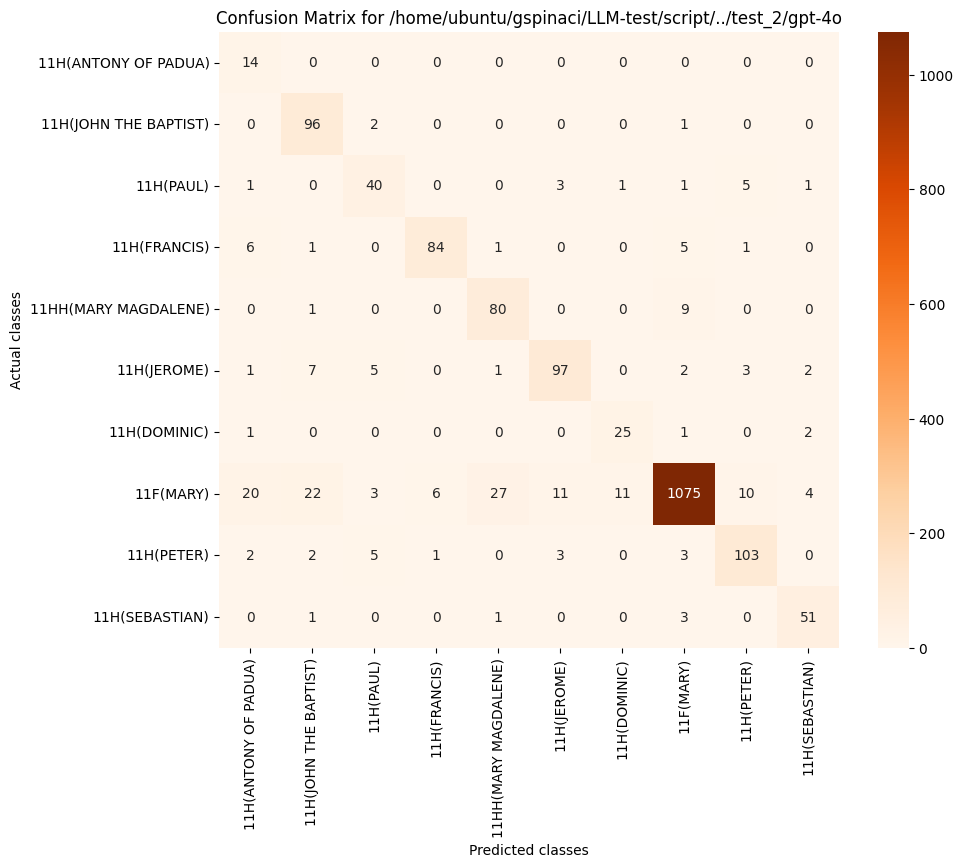 Confusion Matrix for /home/ubuntu/gspinaci/LLM-test/script/../test_2/gpt-4o
11H(ANTONY OF PADUA) 14 0 0 0 0 0 0 0 0 0
11H(JOHN THE BAPTIST) 0 96 2 0 0 0 0 1 0 0
11H(PAUL) 1 0 40 0 0 3 1 1 5 1
11H(FRANCIS) 6 1 0 84 1 0 0 5 1 0
11HH(MARY MAGDALENE) 0 1 0 0 80 0 0 9 0 0
11H(JEROME) 1 7 5 0 1 97 0 2 3 2
11H(DOMINIC) 1 0 0 0 0 0 25 1 0 2
11F(MARY) 20 22 3 6 27 11 11 1075 10 4
11H(PETER) 2 2 5 1 0 3 0 3 103 0
11H(SEBASTIAN) 0 1 0 0 1 0 0 3 0 51
Actual classes
11H(ANTONY OF PADUA)
11H(JOHN THE BAPTIST)
11H(PAUL)
11H(FRANCIS)
11HH(MARY MAGDALENE)
11H(JEROME)
11H(DOMINIC)
11F(MARY)
11H(PETER)
11H(SEBASTIAN)
Predicted classes
1000
800
600
400
200
0